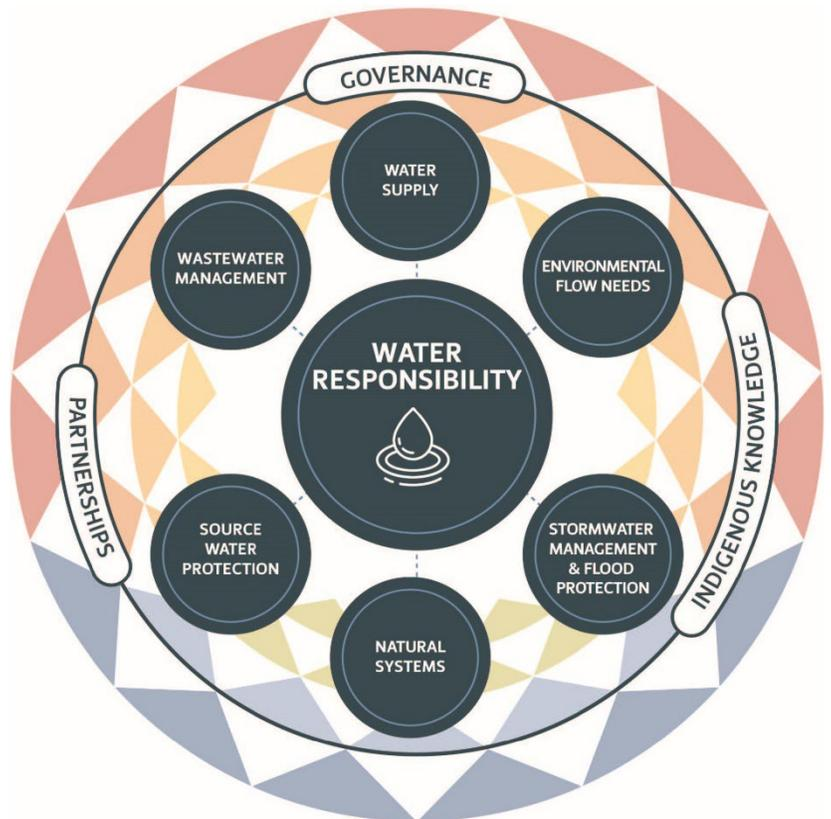 GOVERNANCE
WATER
SUPPLY
WASTEWATER
MANAGEMENT
ENVIRONMENTAL
FLOW NEEDS
WATER
RESPONSIBILITY
PARTNERSHIPS
INDIGENOUS KNOWLEDGE
SOURCE
WATER
PROTECTION
STORMWATER
MANAGEMENT
& FLOOD
PROTECTION
NATURAL
SYSTEMS